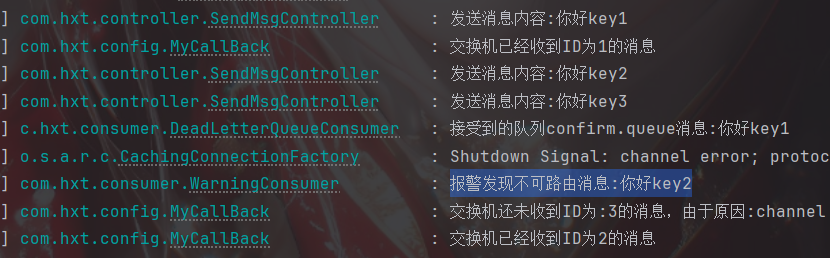 ] com.hxt.controller.SendMsgController : 发送消息内容:你好key1
] com.hxt.config.MyCallBack : 交换机已经收到ID为1的消息
] com.hxt.controller.SendMsgController : 发送消息内容:你好key2
] com.hxt.controller.SendMsgController : 发送消息内容:你好key3
] c.hxt.consumer.DeadLetterQueueConsumer : 接受到的队列confirm.queue消息:你好key1
] o.s.a.r.c.CachingConnectionFactory : Shutdown Signal: channel error; protoc
] com.hxt.consumer.WarningConsumer : 报警发现不可路由消息:你好key2
] com.hxt.config.MyCallBack : 交换机还未收到ID为:3的消息，由于原因:channel
] com.hxt.config.MyCallBack : 交换机已经收到ID为2的消息